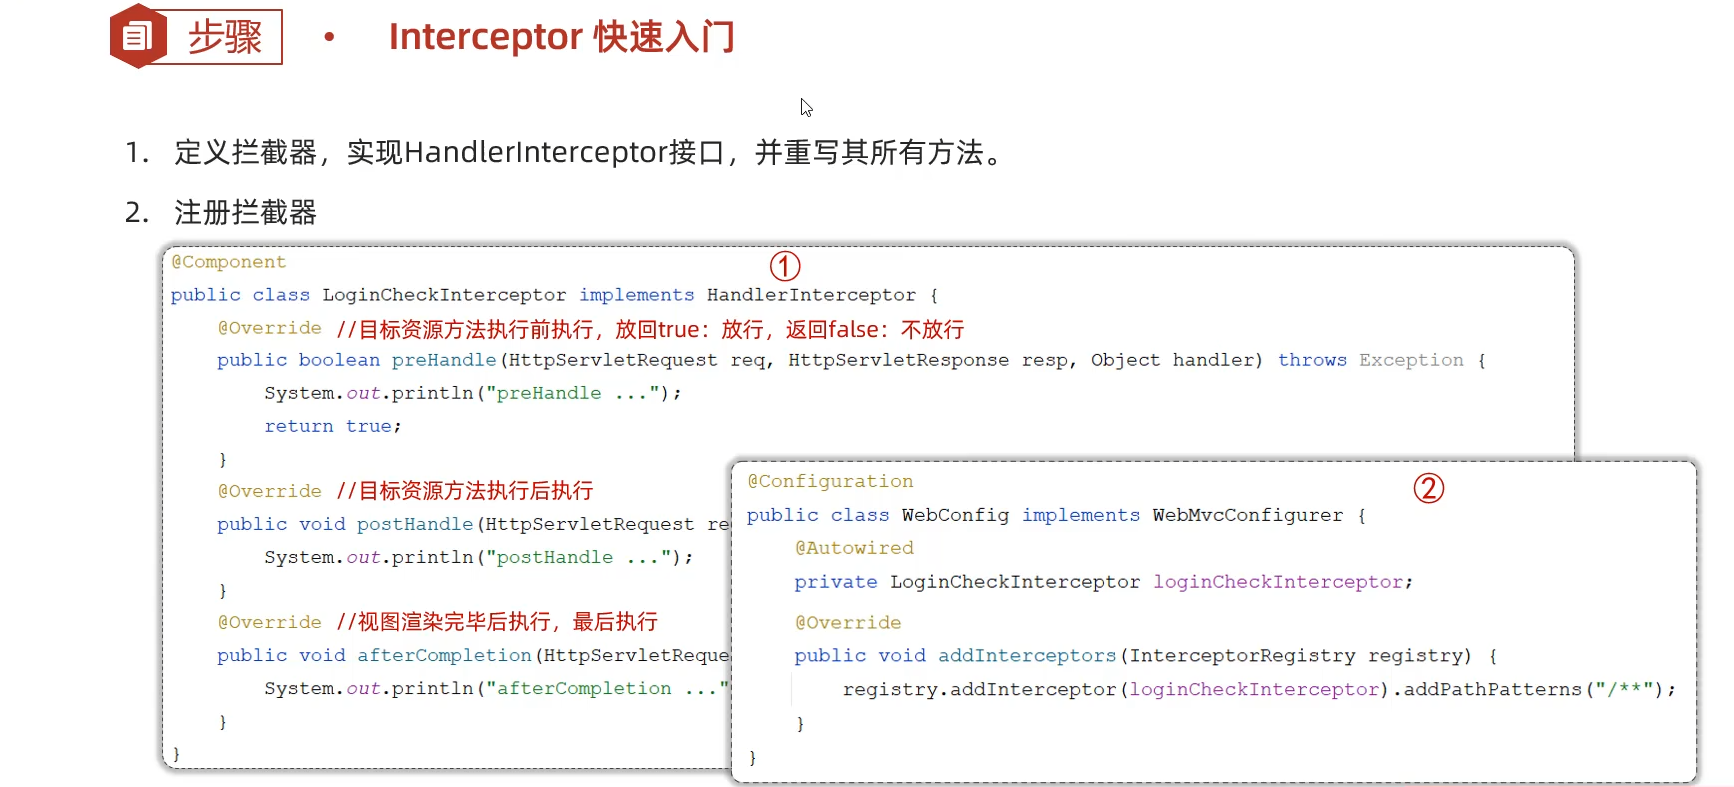 步骤
• Interceptor 快速入门
1. 定义拦截器，实现HandlerInterceptor接口，并重写其所有方法。
2. 注册拦截器
①
@Component
public class LoginCheckInterceptor implements HandlerInterceptor {
@Override //目标资源方法执行前执行，放回true：放行，返回false：不放行
public boolean preHandle(HttpServletRequest req, HttpServletResponse resp, Object handler) throws Exception {
System.out.println("preHandle ...");
return true;
}
@Override //目标资源方法执行后执行
public void postHandle(HttpServletRequest re
System.out.println("postHandle ...");
}
@Override //视图渲染完毕后执行，最后执行
public void afterCompletion(HttpServletReque
System.out.println("afterCompletion ..."
}
}
②
@Configuration
public class WebConfig implements WebMvcConfigurer {
@Autowired
private LoginCheckInterceptor loginCheckInterceptor;
@Override
public void addInterceptors(InterceptorRegistry registry) {
registry.addInterceptor(loginCheckInterceptor).addPathPatterns("/**");
}
}